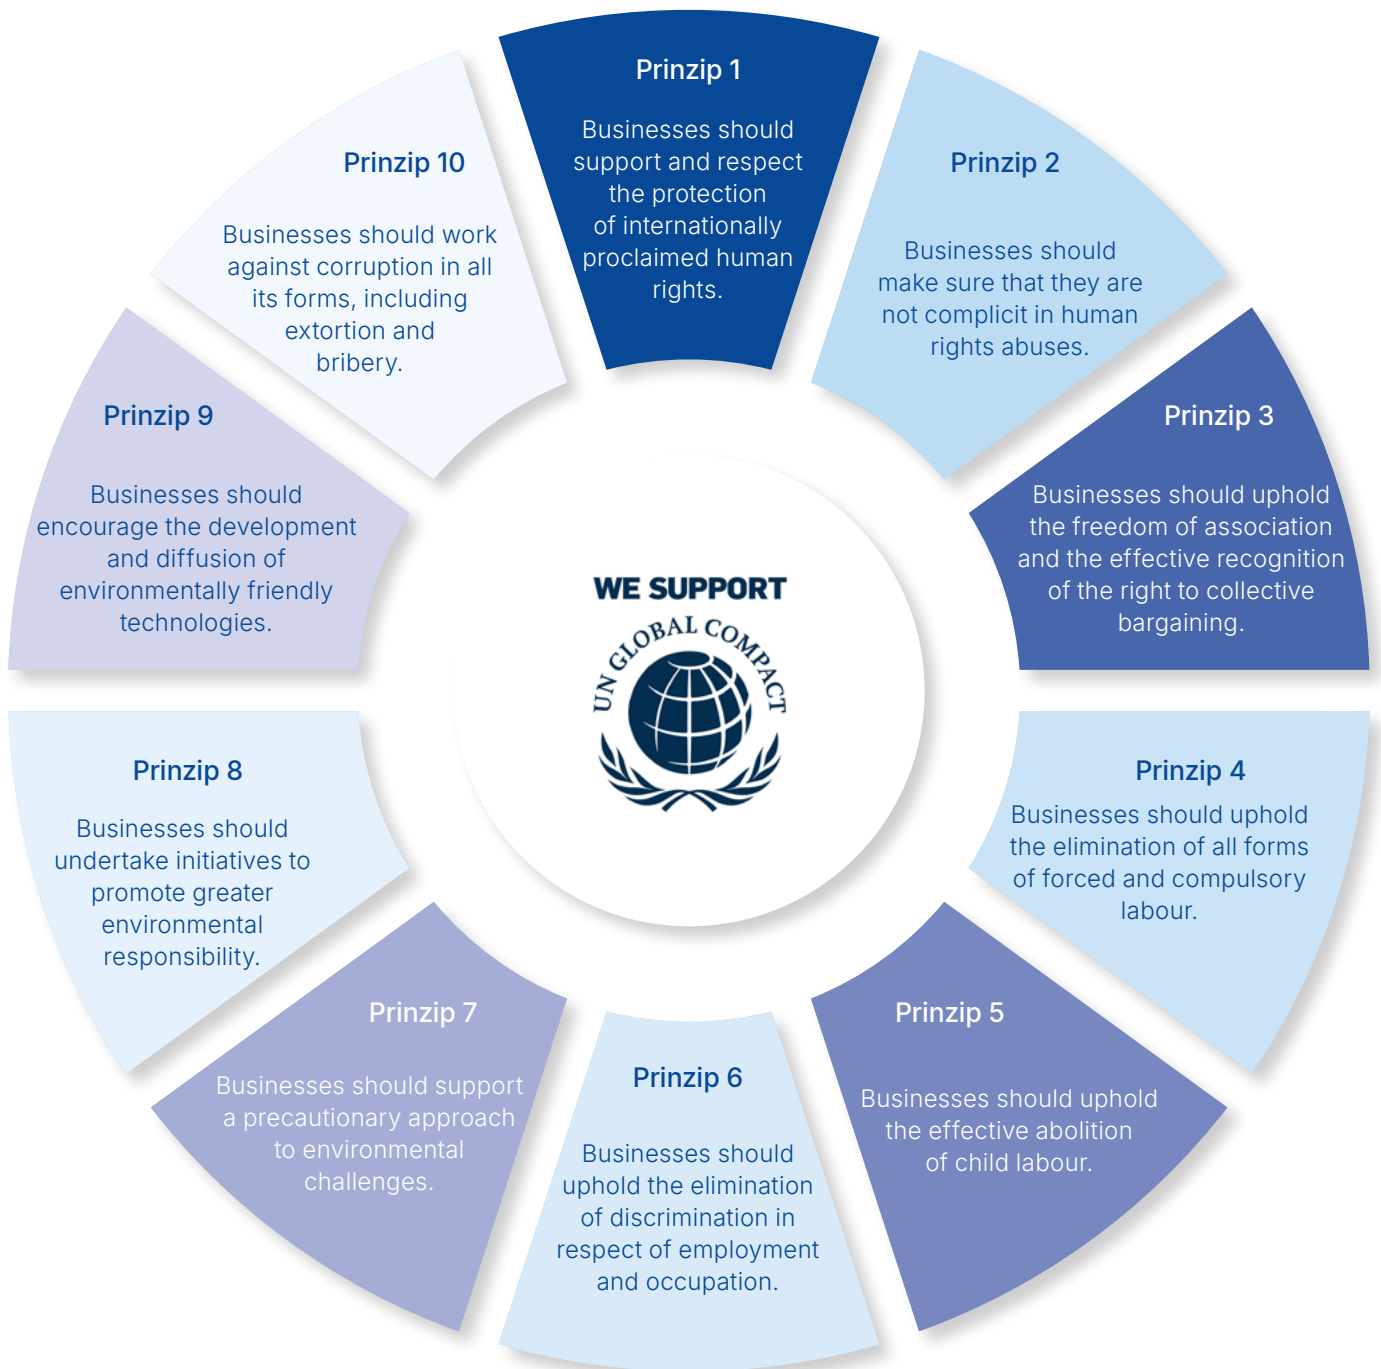 Prinzip 1
Businesses should
support and respect
the protection
of internationally
proclaimed human
rights.
Prinzip 2
Businesses should
make sure that they are
not complicit in human
rights abuses.
Prinzip 3
Businesses should uphold
the freedom of association
and the effective recognition
of the right to collective
bargaining.
Prinzip 4
Businesses should uphold
the elimination of all forms
of forced and compulsory
labour.
Prinzip 5
Businesses should uphold
the effective abolition
of child labour.
Prinzip 6
Businesses should
uphold the elimination
of discrimination in
respect of employment
and occupation.
Prinzip 7
Businesses should support
a precautionary approach
to environmental
challenges.
Prinzip 8
Businesses should
undertake initiatives to
promote greater
environmental
responsibility.
Prinzip 9
Businesses should
encourage the development
and diffusion of
environmentally friendly
technologies.
Prinzip 10
Businesses should work
against corruption in all
its forms, including
extortion and
bribery.
WE SUPPORT
UN GLOBAL COMPACT